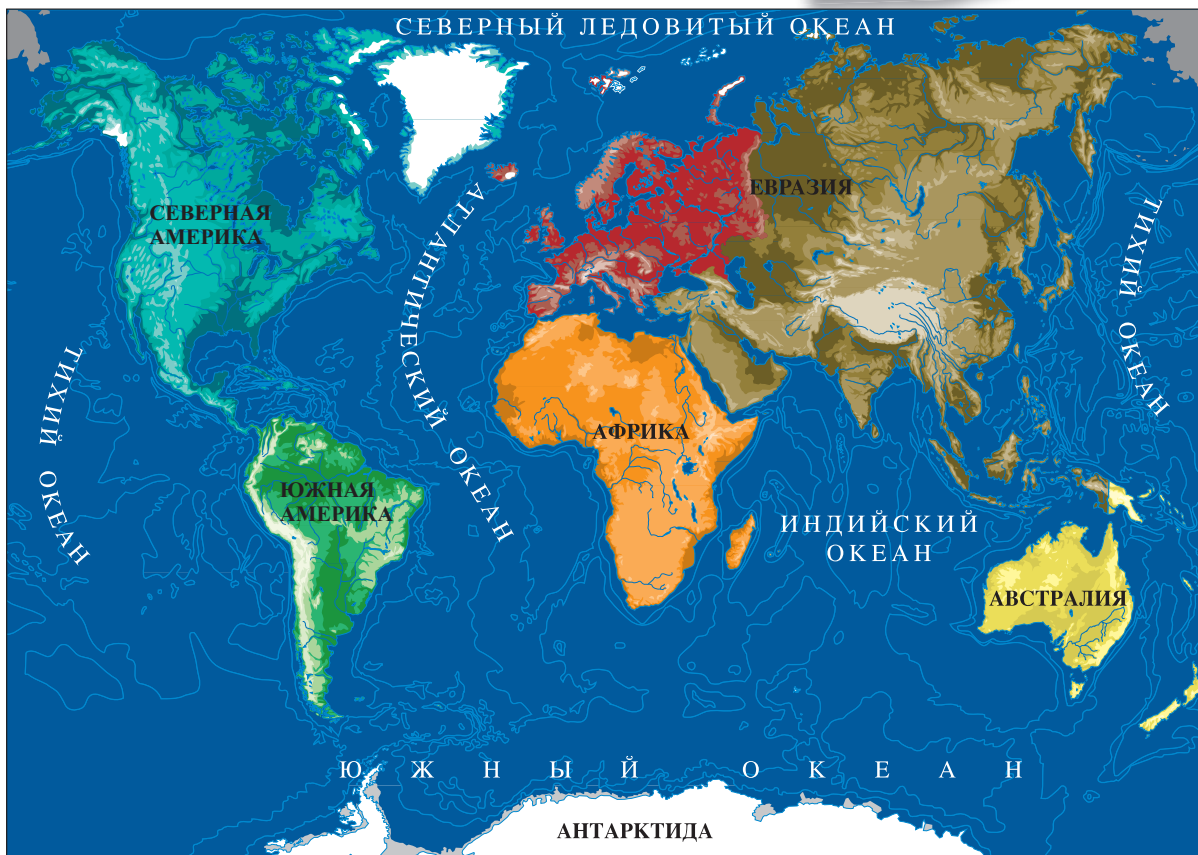 СЕВЕРНЫЙ ЛЕДОВИТЫЙ ОКЕАН
ЕВРАЗИЯ
СЕВЕРНАЯ
АМЕРИКА
АТЛАНТИЧЕСКИЙ ОКЕАН
ТИХИЙ ОКЕАН
ТИХИЙ ОКЕАН
АФРИКА
ЮЖНАЯ
АМЕРИКА
ИНДИЙСКИЙ
ОКЕАН
АВСТРАЛИЯ
ЮЖНЫЙ ОКЕАН
АНТАРКТИДА